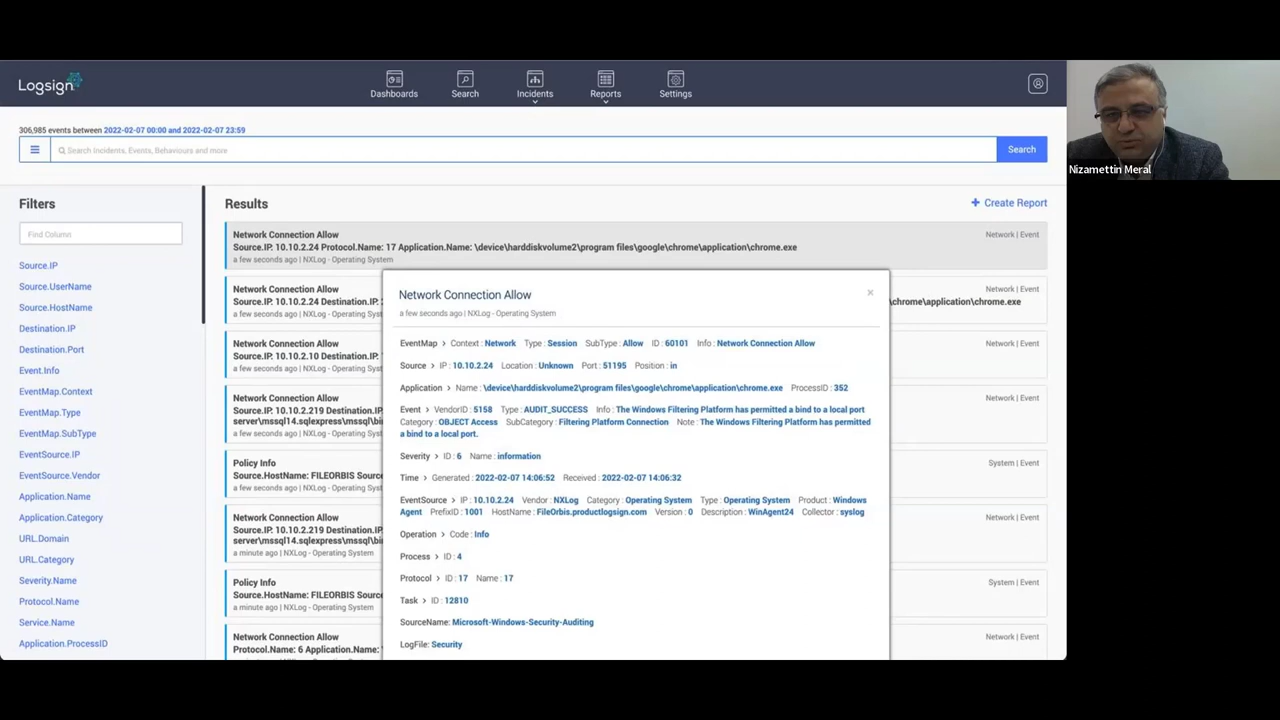 Logsign
Dashboards
Search
Incidents
Reports
Settings
306,985 events between 2022-02-07 00:00 and 2022-02-07 23:59
Search Incidents, Events, Behaviours and more
Search
Nizamettin Meral
Filters
Find Column
Source.IP
Source.UserName
Source.HostName
Destination.IP
Destination.Port
Event.Info
EventMap.Context
EventMap.Type
EventMap.SubType
EventSource.IP
EventSource.Vendor
Application.Name
Application.Category
URL.Domain
URL.Category
Severity.Name
Protocol.Name
Service.Name
Application.ProcessID
Results
+ Create Report
Network Connection Allow
Network | Event
Source.IP: 10.10.2.24 Protocol.Name: 17 Application.Name: \device\harddiskvolume2\program files\google\chrome\application\chrome.exe
a few seconds ago | NXLog - Operating System
Network Connection Allow
Network | Event
Source.IP: 10.10.2.24 Destination.IP:
\chrome\application\chrome.exe
a few seconds ago | NXLog - Operating System
Network Connection Allow
Network | Event
Source.IP: 10.10.2.10 Destination.IP:
a few seconds ago | NXLog - Operating System
Network Connection Allow
Network | Event
Source.IP: 10.10.2.219 Destination.IP
server\mssql14.sqlexpress\mssql\bin
a few seconds ago | NXLog - Operating System
Policy Info
System | Event
Source.HostName: FILEORBIS Source
a few seconds ago | NXLog - Operating System
Network Connection Allow
Network | Event
Source.IP: 10.10.2.219 Destination.IP
server\mssql14.sqlexpress\mssql\bin
a minute ago | NXLog - Operating System
Policy Info
System | Event
Source.HostName: FILEORBIS Source
a minute ago | NXLog - Operating System
Network Connection Allow
Network | Event
Protocol.Name: 6 Application.Name:
Network Connection Allow
×
a few seconds ago | NXLog - Operating System
EventMap > Context : Network Type : Session SubType : Allow ID : 60101 Info : Network Connection Allow
Source > IP : 10.10.2.24 Location : Unknown Port : 51195 Position : in
Application > Name : \device\harddiskvolume2\program files\google\chrome\application\chrome.exe ProcessID : 352
Event > VendorID : 5158 Type : AUDIT_SUCCESS Info : The Windows Filtering Platform has permitted a bind to a local port
Category : OBJECT Access SubCategory : Filtering Platform Connection Note : The Windows Filtering Platform has permitted
a bind to a local port.
Severity > ID : 6 Name : information
Time > Generated : 2022-02-07 14:06:52 Received : 2022-02-07 14:06:32
EventSource > IP : 10.10.2.24 Vendor : NXLog Category : Operating System Type : Operating System Product : Windows
Agent PrefixID : 1001 HostName : FileOrbis.productlogsign.com Version : 0 Description : WinAgent24 Collector : syslog
Operation > Code : Info
Process > ID : 4
Protocol > ID : 17 Name : 17
Task > ID : 12810
SourceName: Microsoft-Windows-Security-Auditing
LogFile: Security